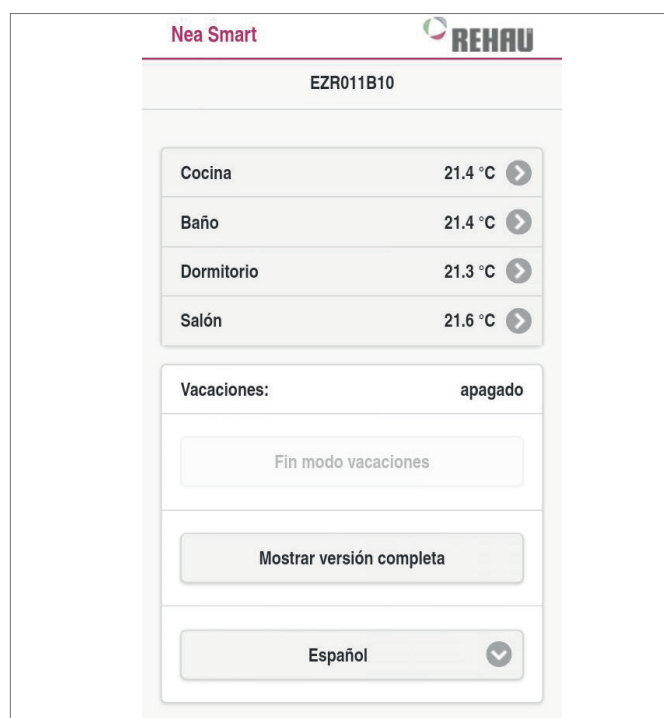 Nea Smart REHAU
EZR011B10
Cocina 21.4 °C
Baño 21.4 °C
Dormitorio 21.3 °C
Salón 21.6 °C
Vacaciones: apagado
Fin modo vacaciones
Mostrar versión completa
Español